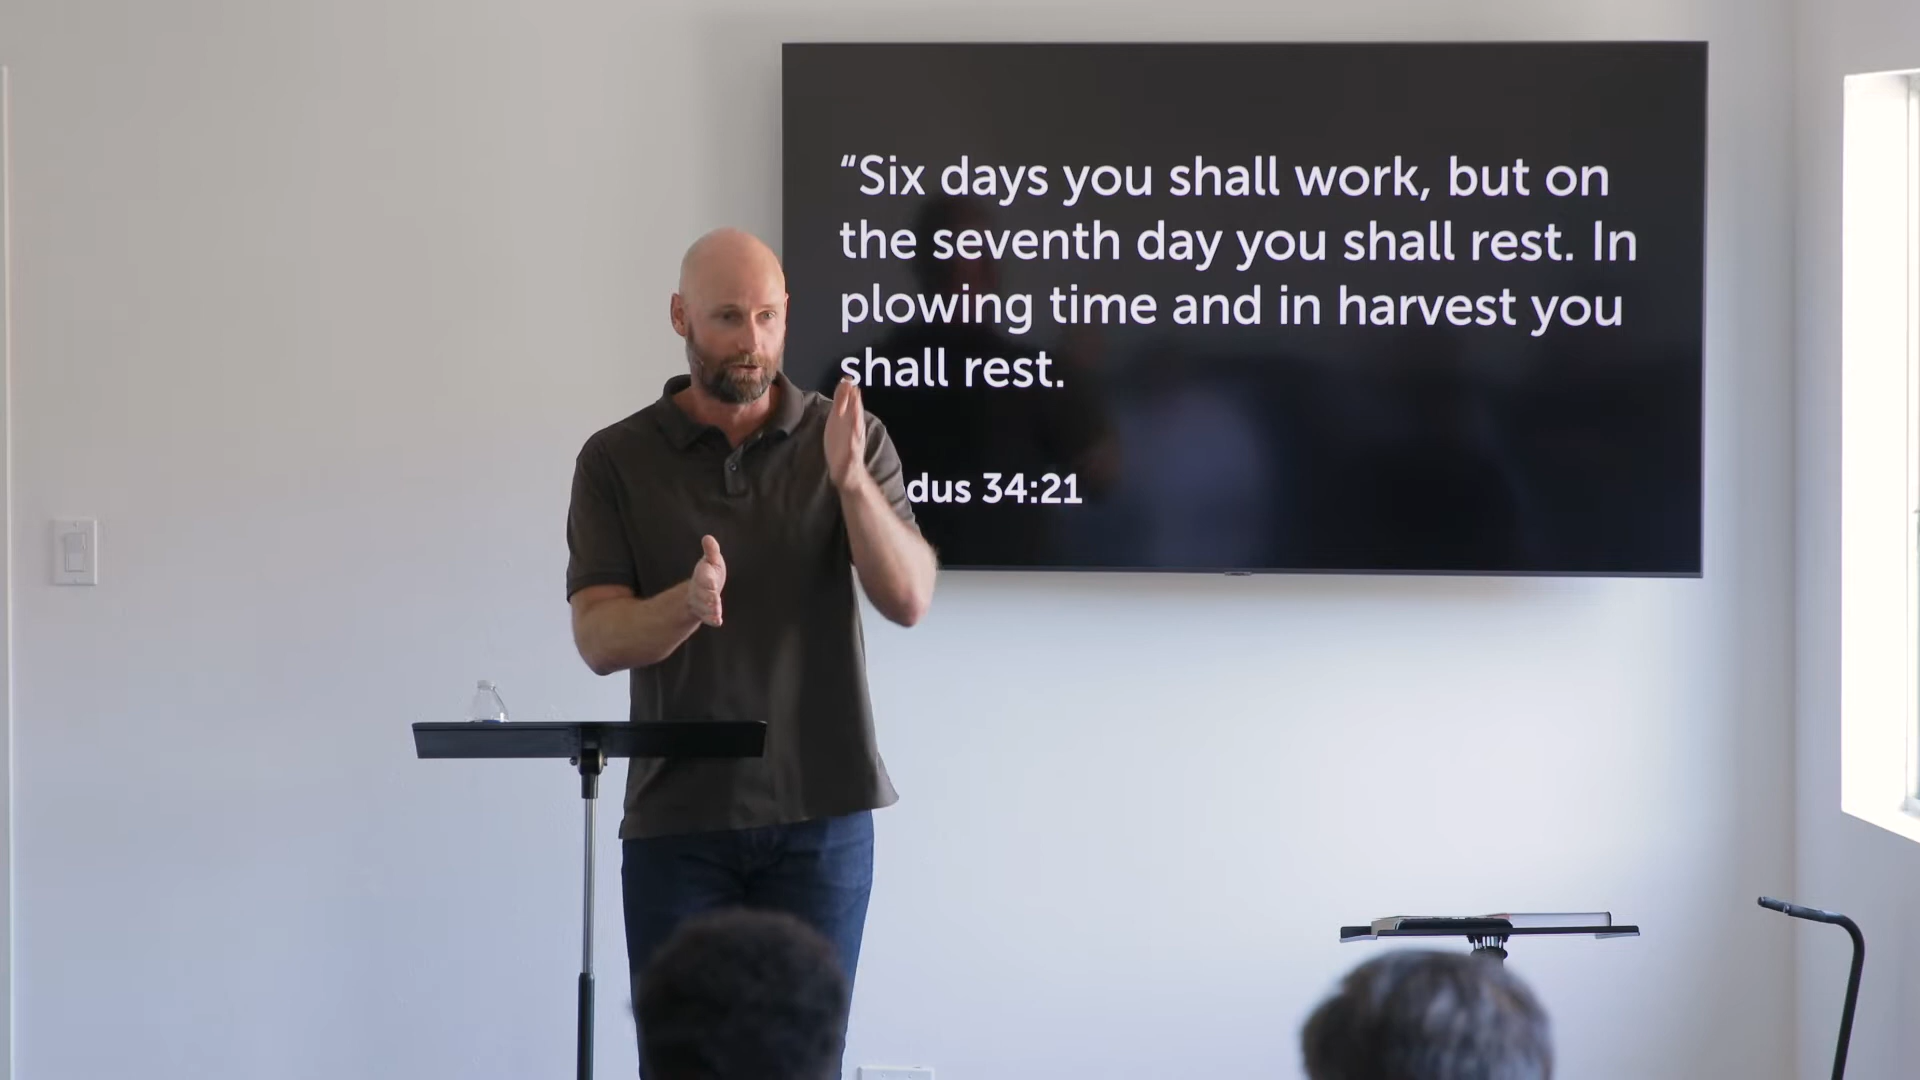 “Six days you shall work, but on
the seventh day you shall rest. In
plowing time and in harvest you
shall rest.
dus 34:21